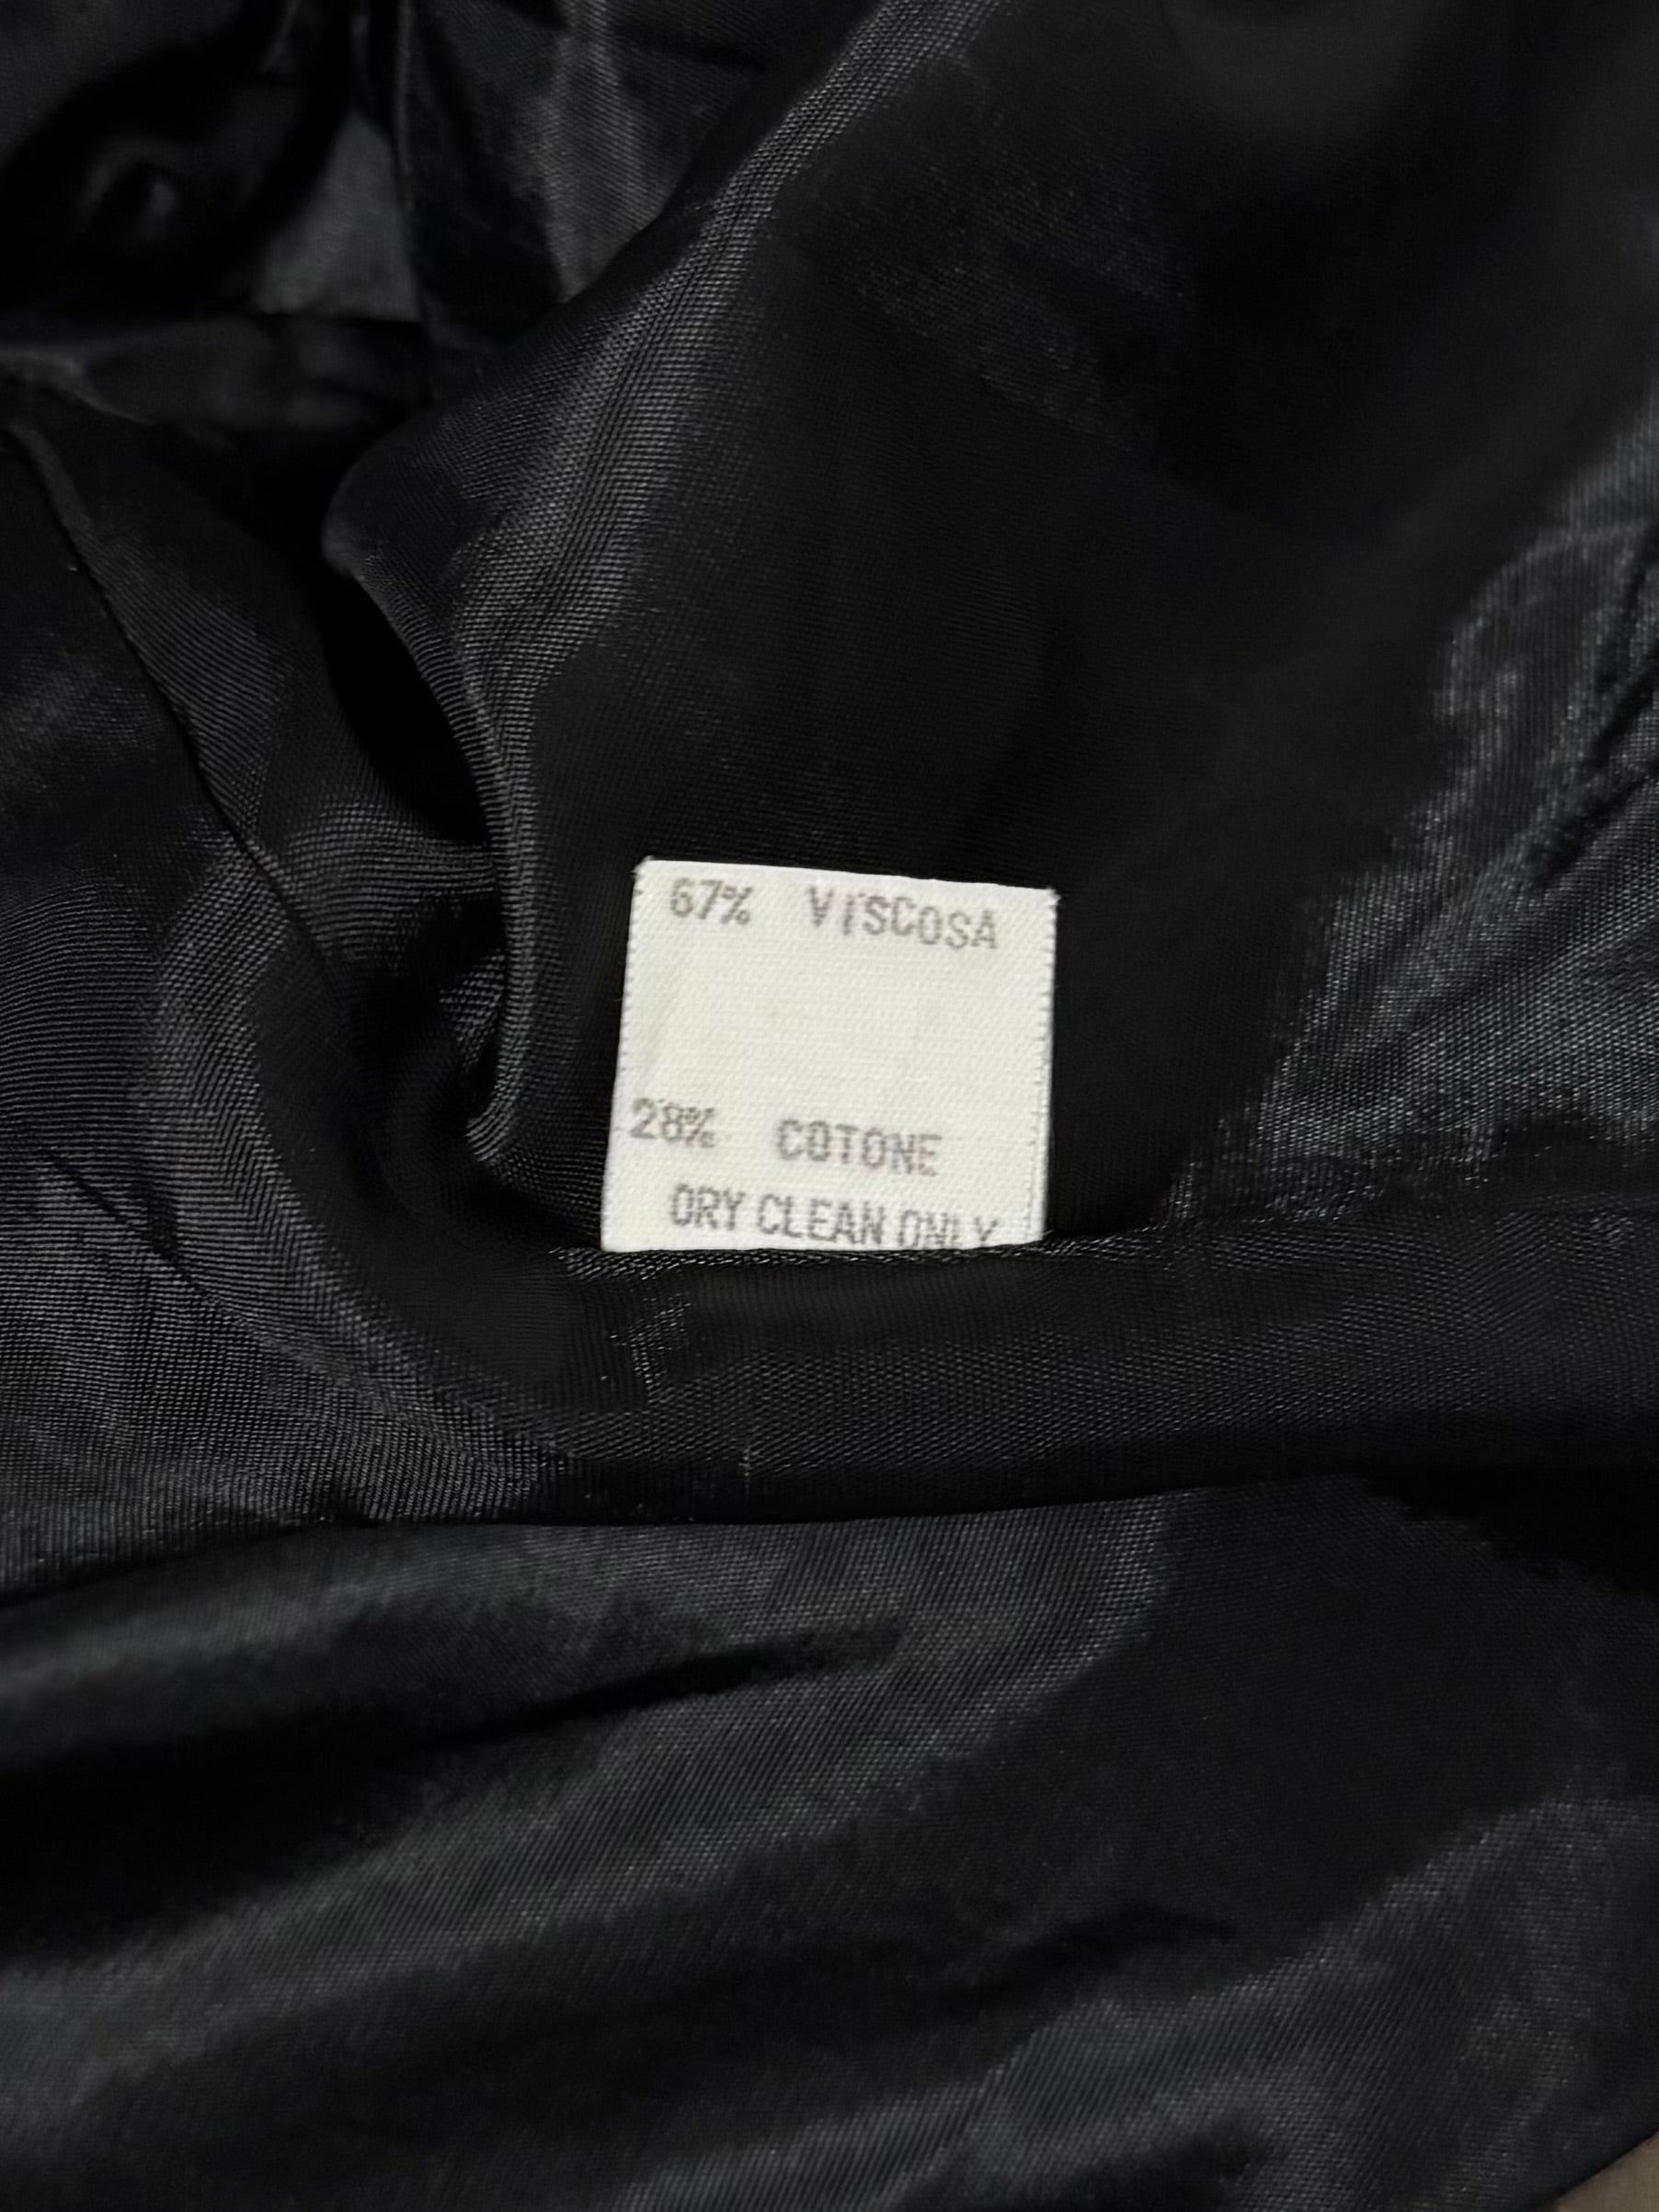 67% VISCOSA
28% COTONE
DRY CLEAN ONLY